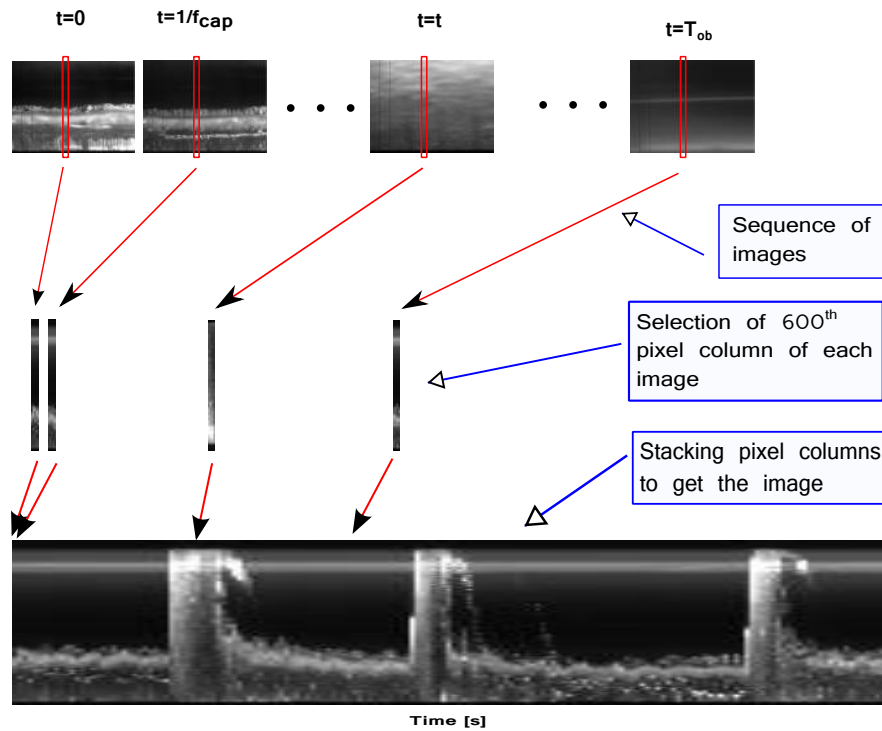 t=0
t=1/fcap
t=t
t=Tob
Sequence of
images
Selection of 600th
pixel column of each
image
Stacking pixel columns
to get the image
Time [s]